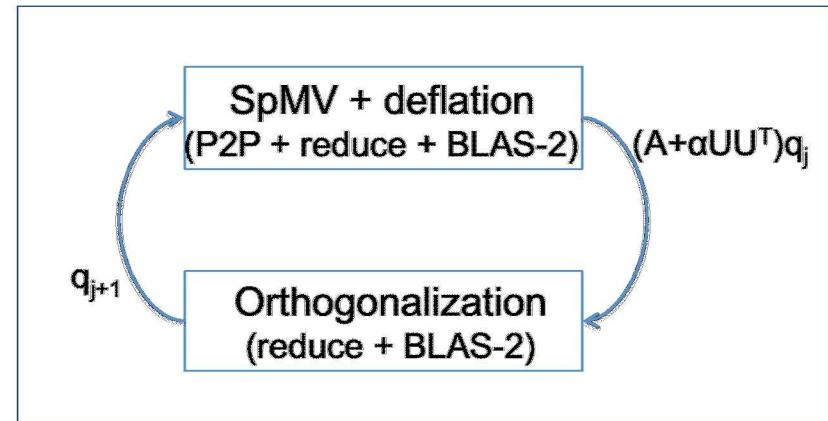 SpMV + deflation
(P2P + reduce + BLAS-2)
(A+αUUᵀ)qⱼ
qⱼ₊₁
Orthogonalization
(reduce + BLAS-2)